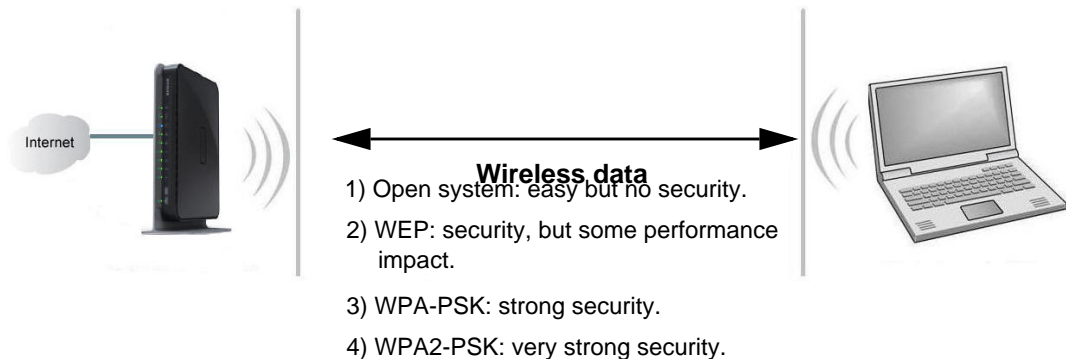 Internet
Wireless data
1) Open system: easy but no security.
2) WEP: security, but some performance
impact.
3) WPA-PSK: strong security.
4) WPA2-PSK: very strong security.